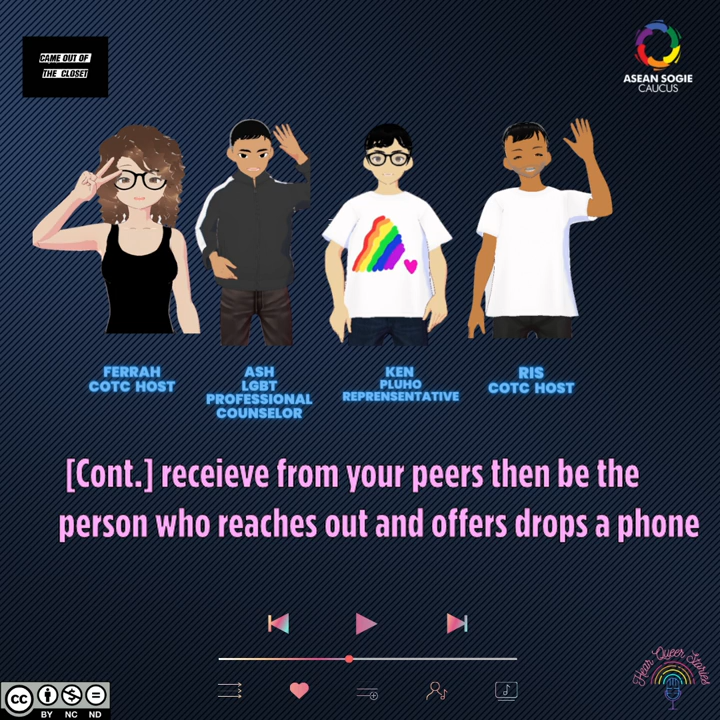 CAME OUT OF
THE CLOSET
ASEAN SOGIE
CAUCUS
FERRAH
COTC HOST
ASH
LGBT
PROFESSIONAL
COUNSELOR
KEN
PLUHO
REPRENSENTATIVE
RIS
COTC HOST
[Cont.] receieve from your peers then be the
person who reaches out and offers drops a phone
Hear Queer Stories
cc
BY NC ND